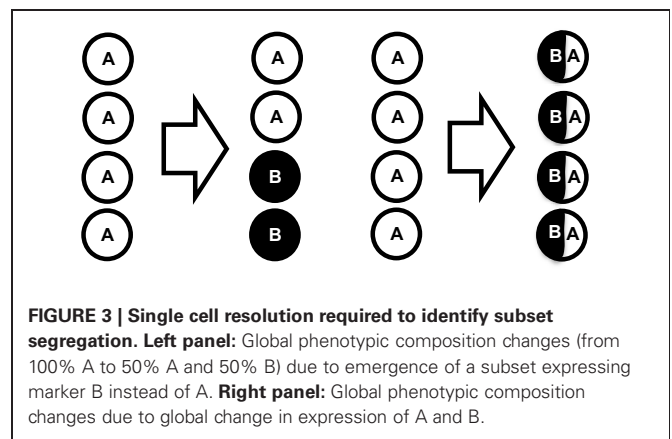 A A A B A
A A A B A
A B A B A
A B A B A
FIGURE 3 | Single cell resolution required to identify subset
segregation. Left panel: Global phenotypic composition changes (from
100% A to 50% A and 50% B) due to emergence of a subset expressing
marker B instead of A. Right panel: Global phenotypic composition
changes due to global change in expression of A and B.